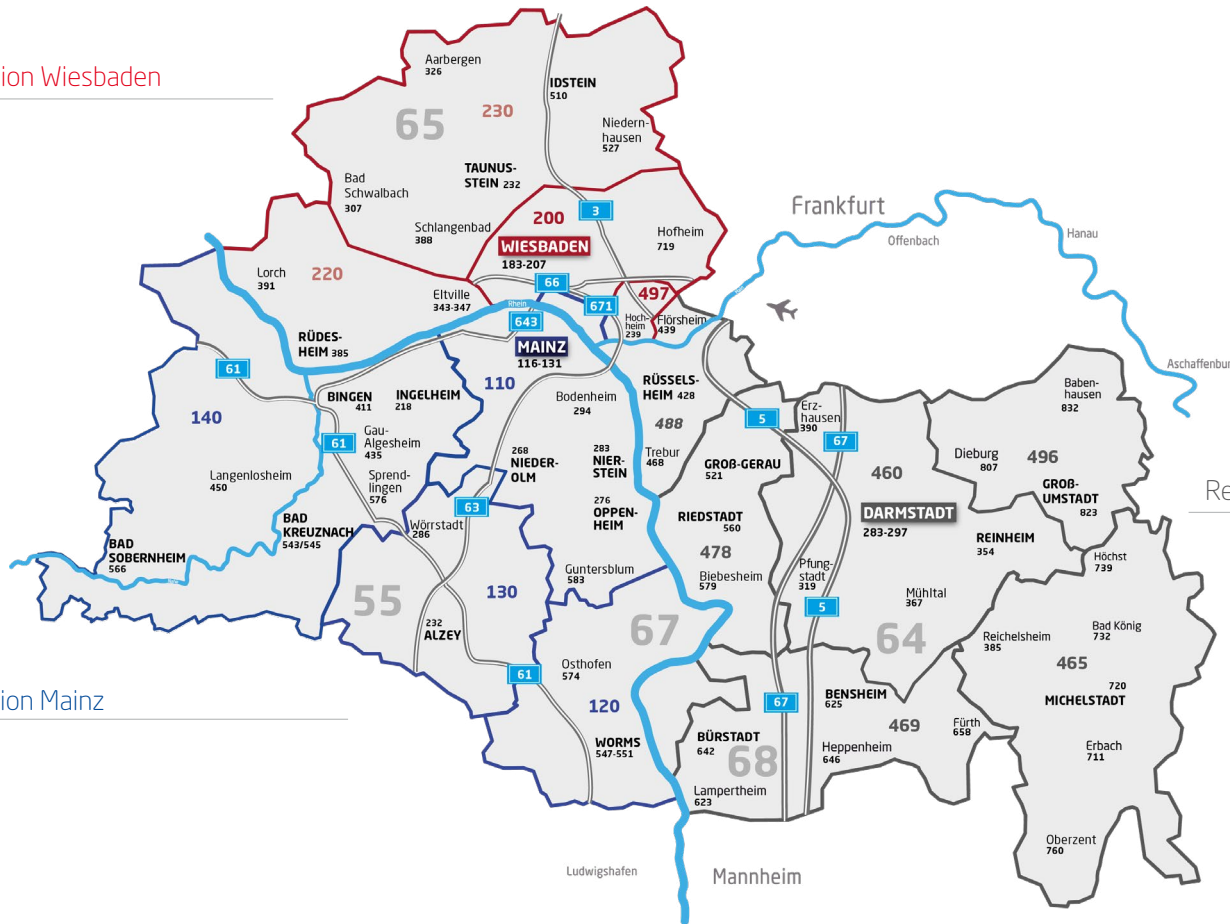 ion Wiesbaden
Aarbergen
326
IDSTEIN
510
65
230
Niedern-
hausen
527
TAUNUS-
STEIN 232
Bad
Schwalbach
307
Schlangenbad
388
200
3
WIESBADEN
183-207
Hofheim
719
Frankfurt
Offenbach
Hanau
Aschaffenbur
Lorch
391
220
Eltville
343-347
66
671
497
Rhein
643
Hoch-
heim
239
Flörsheim
439
RÜDES-
HEIM 385
MAINZ
116-131
61
140
BINGEN
411
INGELHEIM
218
110
Bodenheim
294
RÜSSELS-
HEIM 428
488
5
Erz-
hausen
390
67
Baben-
hausen
832
61
Gau-
Algesheim
435
Langenlosheim
450
Sprend-
lingen
576
268
NIEDER-
OLM
283
NIER-
STEIN
Trebur
468
GROß-GERAU
521
460
Dieburg
807
496
GROß-
UMSTADT
823
Re
63
276
OPPEN-
HEIM
RIEDSTADT
560
DARMSTADT
283-297
REINHEIM
354
BAD
KREUZNACH
543/545
Wörrstadt
286
BAD
SOBERNHEIM
566
478
Höchst
739
Guntersblum
583
Biebesheim
579
Pfung-
stadt
319
55
130
5
Mühltal
367
232
ALZEY
67
64
Bad König
732
Reichelsheim
385
465
Osthofen
574
61
720
MICHELSTADT
ion Mainz
120
67
BENSHEIM
625
469
Fürth
658
WORMS
547-551
BÜRSTADT
642
68
Heppenheim
646
Erbach
711
Lampertheim
623
Oberzent
760
Ludwigshafen
Mannheim